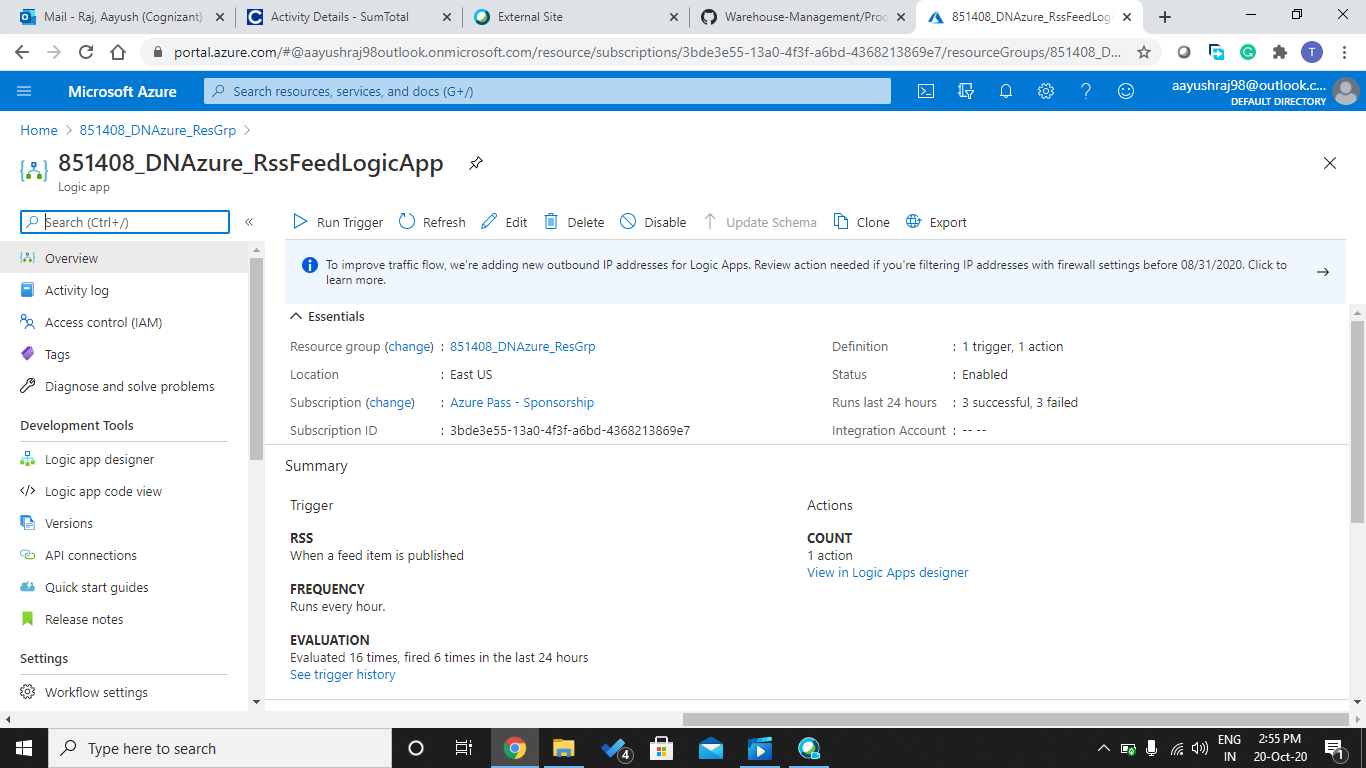 Mail - Raj, Aayush (Cognizant)
Activity Details - SumTotal
External Site
Warehouse-Management/Prod
851408_DNAzure_RssFeedLogi
portal.azure.com/#@aayushraj98outlook.onmicrosoft.com/resource/subscriptions/3bde3e55-13a0-4f3f-a6bd-4368213869e7/resourceGroups/851408_D...
T
Microsoft Azure
Search resources, services, and docs (G+/)
aayushraj98@outlook.c...
DEFAULT DIRECTORY
Home > 851408_DNAzure_ResGrp >
851408_DNAzure_RssFeedLogicApp
Logic app
Search (Ctrl+/)
«
Run Trigger Refresh Edit Delete Disable Update Schema Clone Export
Overview
Activity log
Access control (IAM)
Tags
Diagnose and solve problems
Development Tools
Logic app designer
Logic app code view
Versions
API connections
Quick start guides
Release notes
Settings
Workflow settings
To improve traffic flow, we're adding new outbound IP addresses for Logic Apps. Review action needed if you're filtering IP addresses with firewall settings before 08/31/2020. Click to
learn more.
Essentials
Resource group (change) : 851408_DNAzure_ResGrp
Location : East US
Subscription (change) : Azure Pass - Sponsorship
Subscription ID : 3bde3e55-13a0-4f3f-a6bd-4368213869e7
Definition : 1 trigger, 1 action
Status : Enabled
Runs last 24 hours : 3 successful, 3 failed
Integration Account : -- --
Summary
Trigger
RSS
When a feed item is published
FREQUENCY
Runs every hour.
EVALUATION
Evaluated 16 times, fired 6 times in the last 24 hours
See trigger history
Actions
COUNT
1 action
View in Logic Apps designer
Type here to search
4
ENG
IN
2:55 PM
20-Oct-20
1